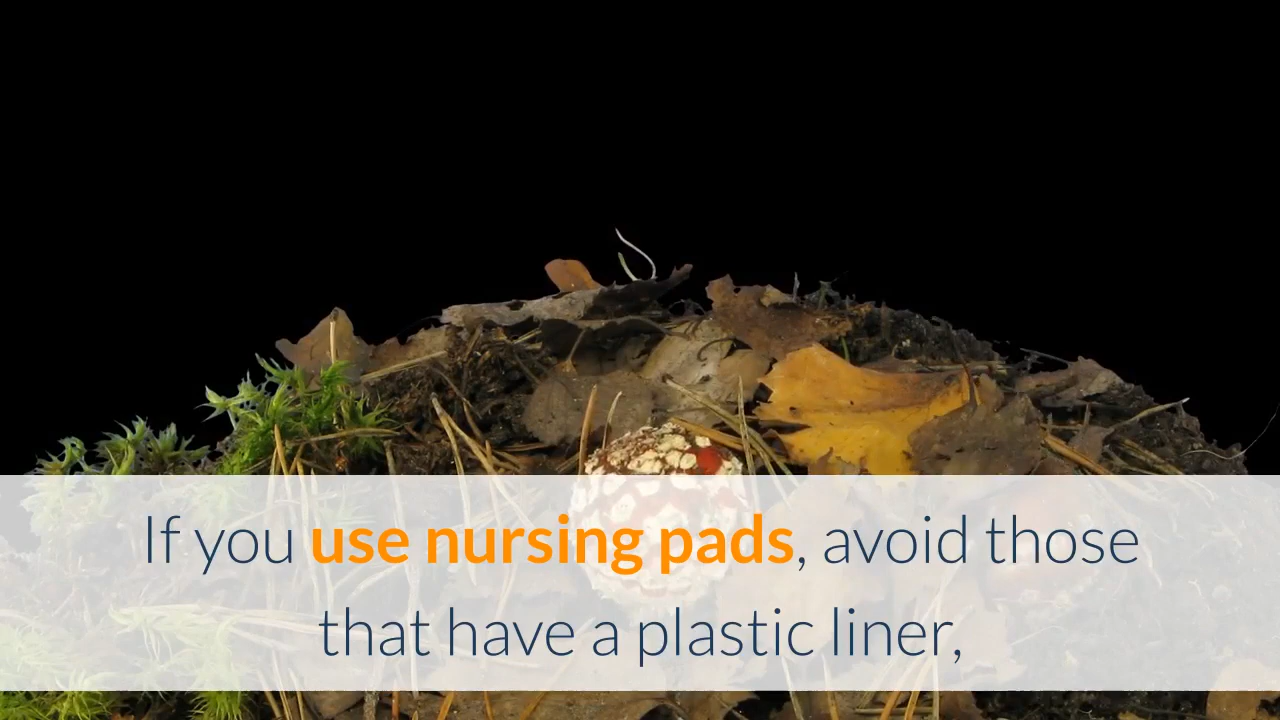 If you use nursing pads, avoid those
that have a plastic liner,